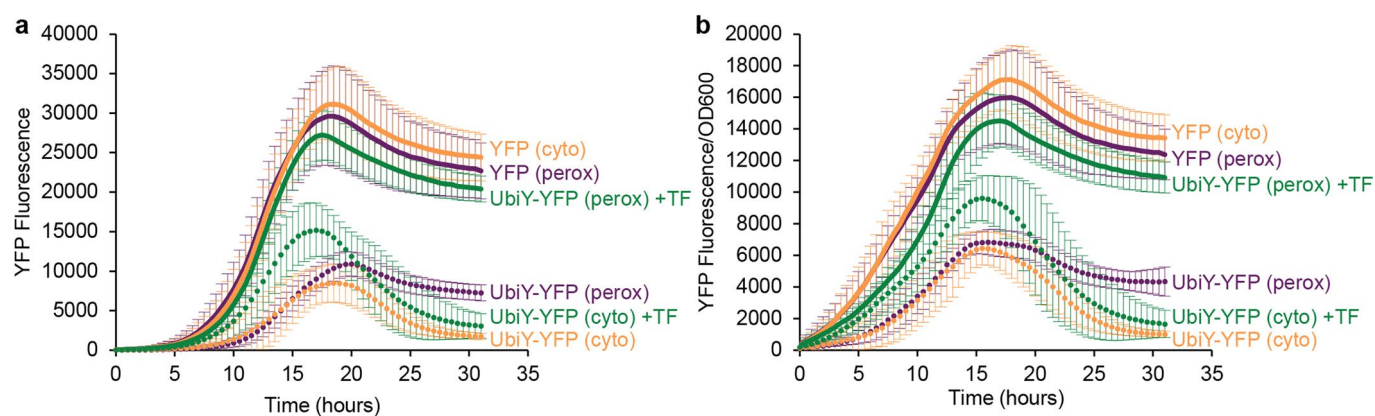 a
40000
35000
30000
25000
20000
15000
10000
5000
0
YFP Fluorescence
0 5 10 15 20 25 30 35
Time (hours)
YFP (cyto)
YFP (perox)
UbiY-YFP (perox) +TF
UbiY-YFP (perox)
UbiY-YFP (cyto) +TF
UbiY-YFP (cyto)
b
20000
18000
16000
14000
12000
10000
8000
6000
4000
2000
0
YFP Fluorescence/OD600
0 5 10 15 20 25 30 35
Time (hours)
YFP (cyto)
YFP (perox)
UbiY-YFP (perox) +TF
UbiY-YFP (perox)
UbiY-YFP (cyto) +TF
UbiY-YFP (cyto)